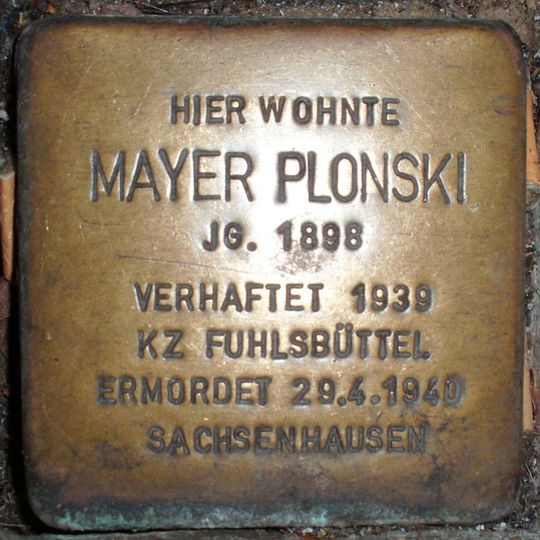 HIER WOHNTE
MAYER PLONSKI
JG. 1898
VERHAFTET 1939
KZ FUHLSBÜTTEL
ERMORDET 29.4.1940
SACHSENHAUSEN